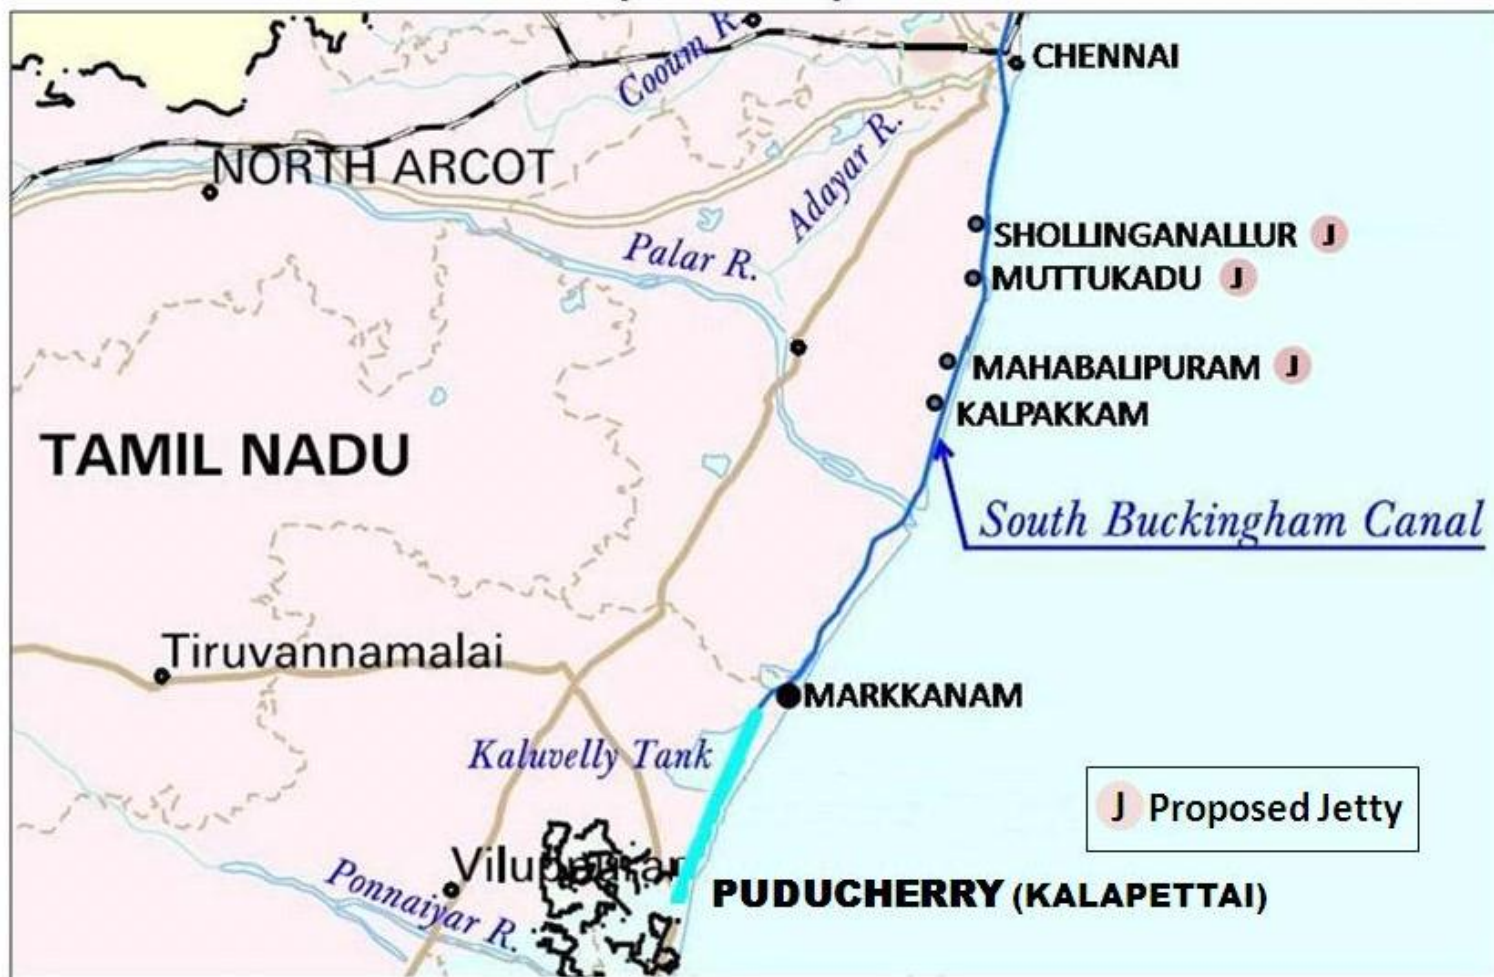 Cooum R.
CHENNAI
NORTH ARCOT
Adayar R.
Palar R.
SHOLLINGANALLUR J
MUTTUKADU J
MAHABALIPURAM J
KALPAKKAM
TAMIL NADU
South Buckingham Canal
Tiruvannamalai
MARKKANAM
Kaluvelly Tank
J Proposed Jetty
Ponnaiyar R.
PUDUCHERRY (KALAPETTAI)